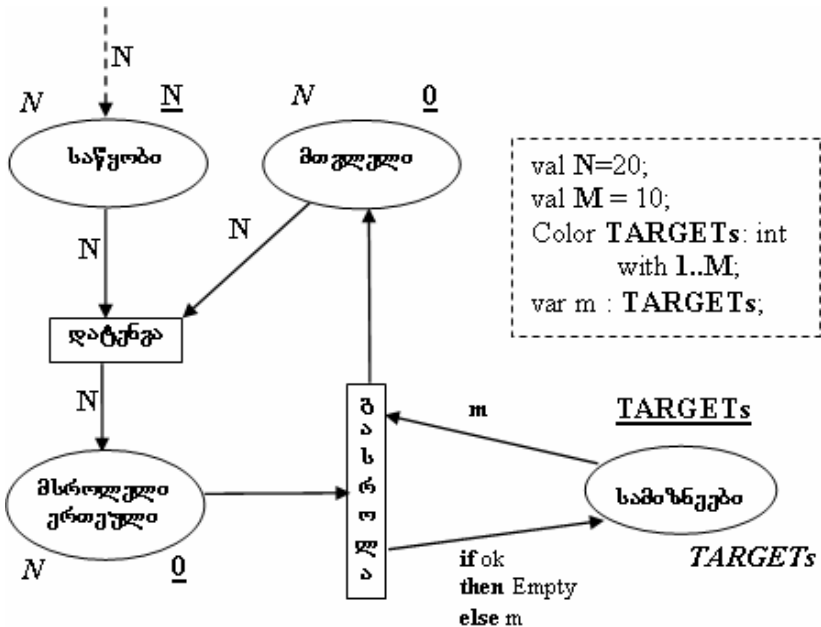 N
N N
საწყობი
N 0
მთვლელი
N
N
დატენვა
N
მსროლელი
ერთეული
N 0
გასროლა
val N=20;
val M = 10;
Color TARGETs: int
with 1..M;
var m : TARGETs;
m
TARGETs
სამიზნეები
TARGETs
if ok
then Empty
else m